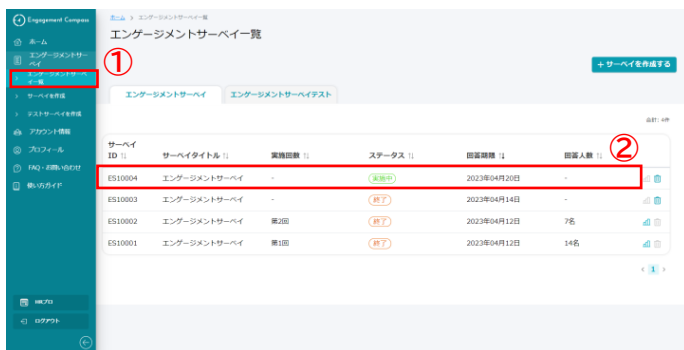 Engagement Compass
ホーム > エンゲージメントサーベイ一覧
エンゲージメントサーベイ一覧
ホーム
エンゲージメントサー
ベイ
エンゲージメントサーベ
イ一覧
サーベイを作成
テストサーベイを作成
アカウント情報
プロフィール
FAQ・お問い合わせ
使い方ガイド
HRプロ
ログアウト
①
+ サーベイを作成する
エンゲージメントサーベイ エンゲージメントサーベイテスト
合計: 4件
サーベイ
ID サーベイタイトル 実施回数 ステータス 回答期限 回答人数
②
ES10004 エンゲージメントサーベイ - 実施中 2023年04月20日 -
ES10003 エンゲージメントサーベイ - 終了 2023年04月14日 -
ES10002 エンゲージメントサーベイ 第2回 終了 2023年04月12日 7名
ES10001 エンゲージメントサーベイ 第1回 終了 2023年04月12日 14名
< 1 >